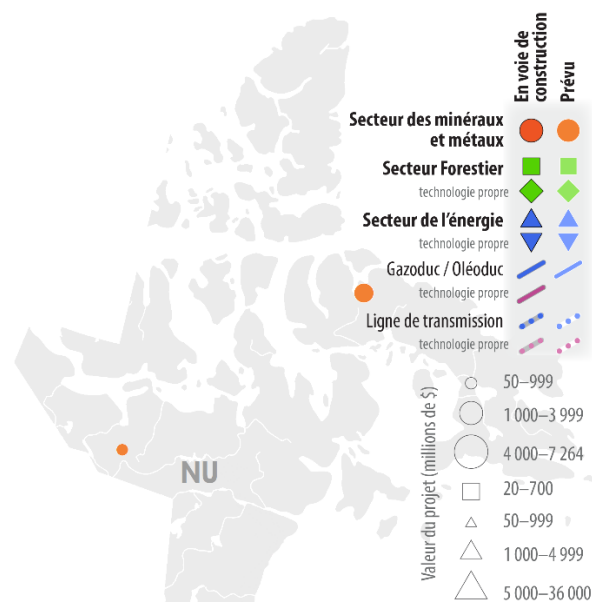 En voie de
construction
Prévu
Secteur des minéraux
et métaux
Secteur Forestier
technologie propre
Secteur de l'énergie
technologie propre
Gazoduc / Oléoduc
technologie propre
Ligne de transmission
technologie propre
Valeur du projet (millions de $)
50–999
1 000–3 999
4 000–7 264
20–700
50–999
1 000–4 999
5 000–36 000
NU